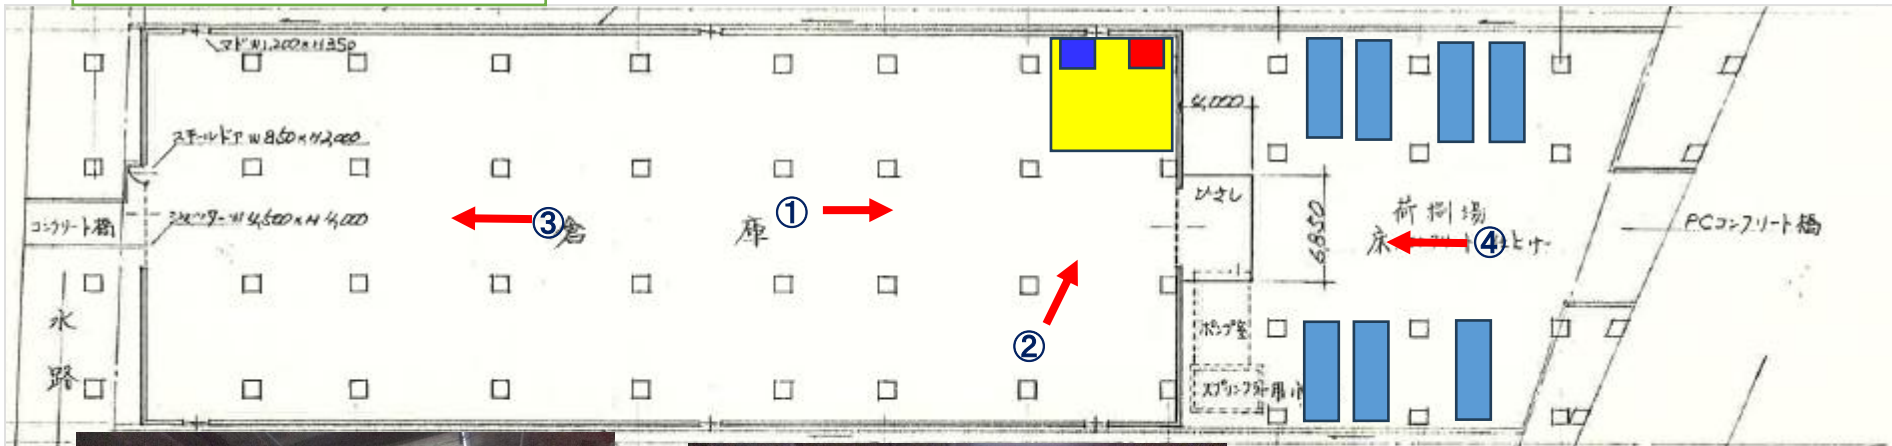 マド W1,200×H350
スチールドア W850×H2,000
シャッター W4,500×H4,000
コンクリート橋
水路
倉庫
①
②
③
④
4,000
ひさし
6,850
ポンプ室
スプリンクラー用
荷捌場
床
PCコンクリート橋